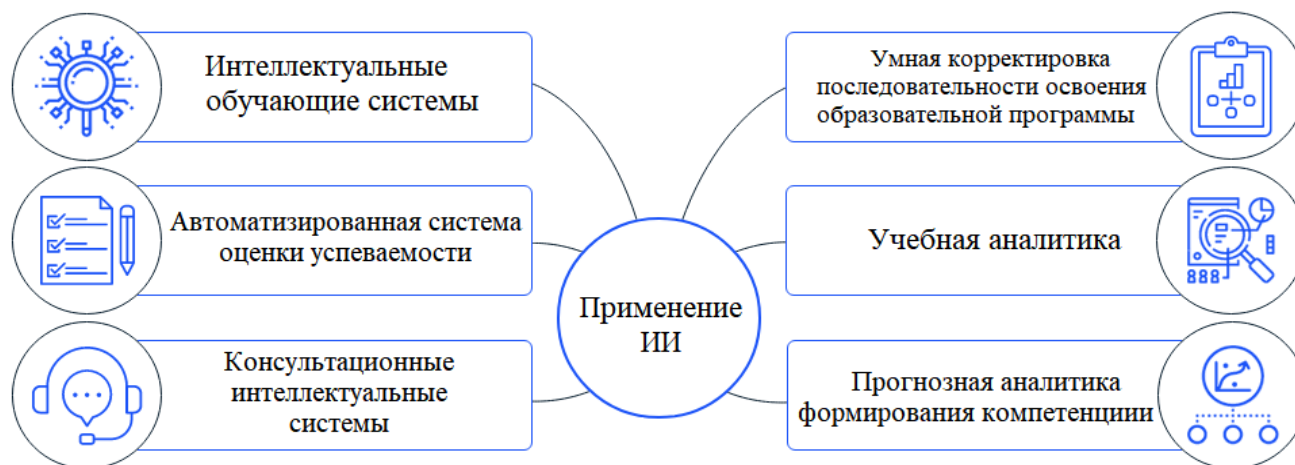 Интеллектуальные
обучающие системы
Автоматизированная система
оценки успеваемости
Консультационные
интеллектуальные
системы
Применение
ИИ
Умная корректировка
последовательности освоения
образовательной программы
Учебная аналитика
Прогнозная аналитика
формирования компетенциии